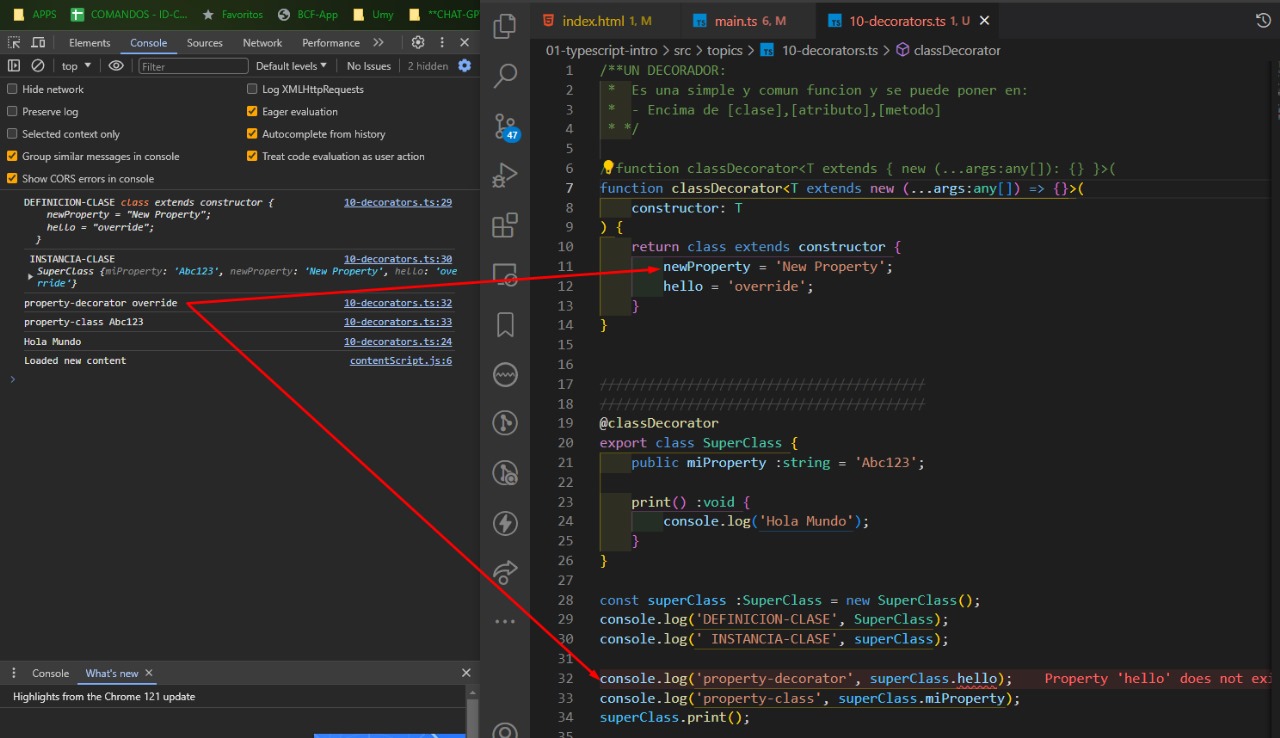 APPS
COMANDOS - ID-C...
Favoritos
BCF-App
Umy
**CHAT-GP
Elements
Console
Sources
Network
Performance
top
Filter
Default levels
No Issues
2 hidden
Hide network
Log XMLHttpRequests
Preserve log
Eager evaluation
Selected context only
Autocomplete from history
Group similar messages in console
Treat code evaluation as user action
Show CORS errors in console
DEFINICION-CLASE class extends constructor { 10-decorators.ts:29
newProperty = "New Property";
hello = "override";
}
INSTANCIA-CLASE 10-decorators.ts:30
SuperClass {miProperty: 'Abc123', newProperty: 'New Property', hello: 'ove
rride'}
property-decorator override 10-decorators.ts:32
property-class Abc123 10-decorators.ts:33
Hola Mundo 10-decorators.ts:24
Loaded new content contentScript.js:6
>
Console
What's new
Highlights from the Chrome 121 update
47
index.html 1, M
main.ts 6, M
10-decorators.ts 1, U
01-typescript-intro > src > topics > TS 10-decorators.ts > classDecorator
1 /**UN DECORADOR:
2 * Es una simple y comun funcion y se puede poner en:
3 * - Encima de [clase],[atributo],[metodo]
4 * */
5
6 /function classDecorator<T extends { new (...args:any[]): {} }>(
7 function classDecorator<T extends new (...args:any[]) => {}>(
8 constructor: T
9 ) {
10 return class extends constructor {
11 newProperty = 'New Property';
12 hello = 'override';
13 }
14 }
15
16
17 /////////////////////////////////////////
18 /////////////////////////////////////////
19 @classDecorator
20 export class SuperClass {
21 public miProperty :string = 'Abc123';
22
23 print() :void {
24 console.log('Hola Mundo');
25 }
26 }
27
28 const superClass :SuperClass = new SuperClass();
29 console.log('DEFINICION-CLASE', SuperClass);
30 console.log(' INSTANCIA-CLASE', superClass);
31
32 console.log('property-decorator', superClass.hello); Property 'hello' does not exi
33 console.log('property-class', superClass.miProperty);
34 superClass.print();
35